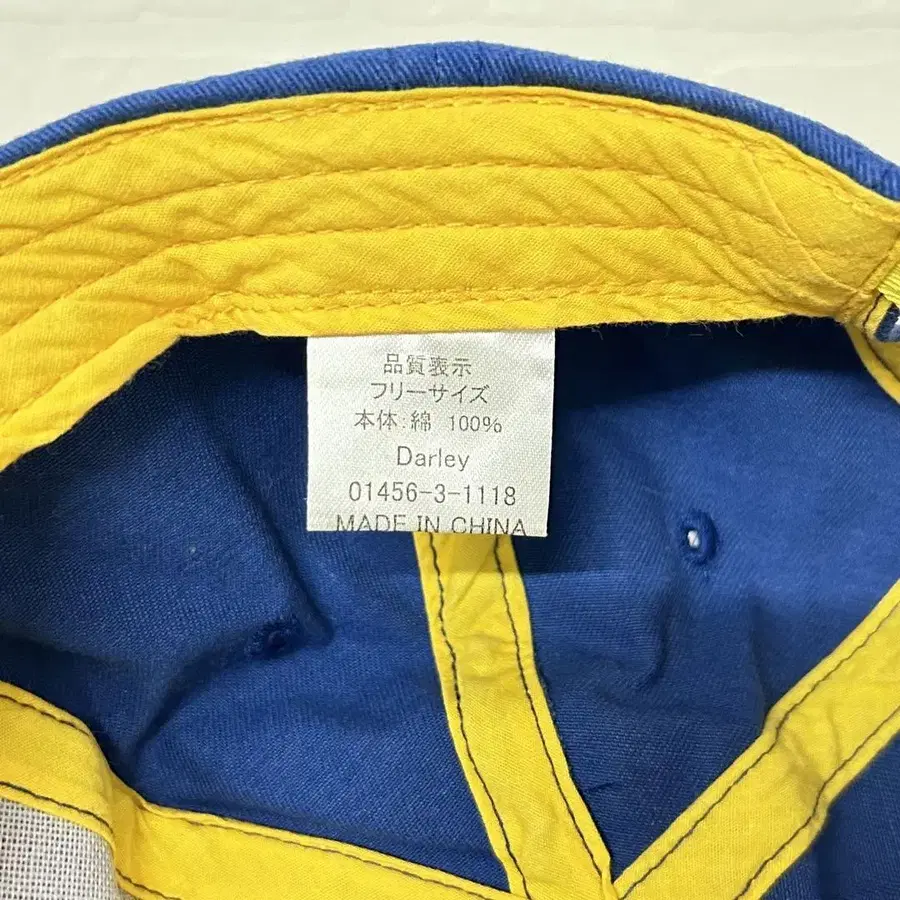 品質表示
フリーサイズ
本体:綿 100%
Darley
01456-3-1118
MADE IN CHINA